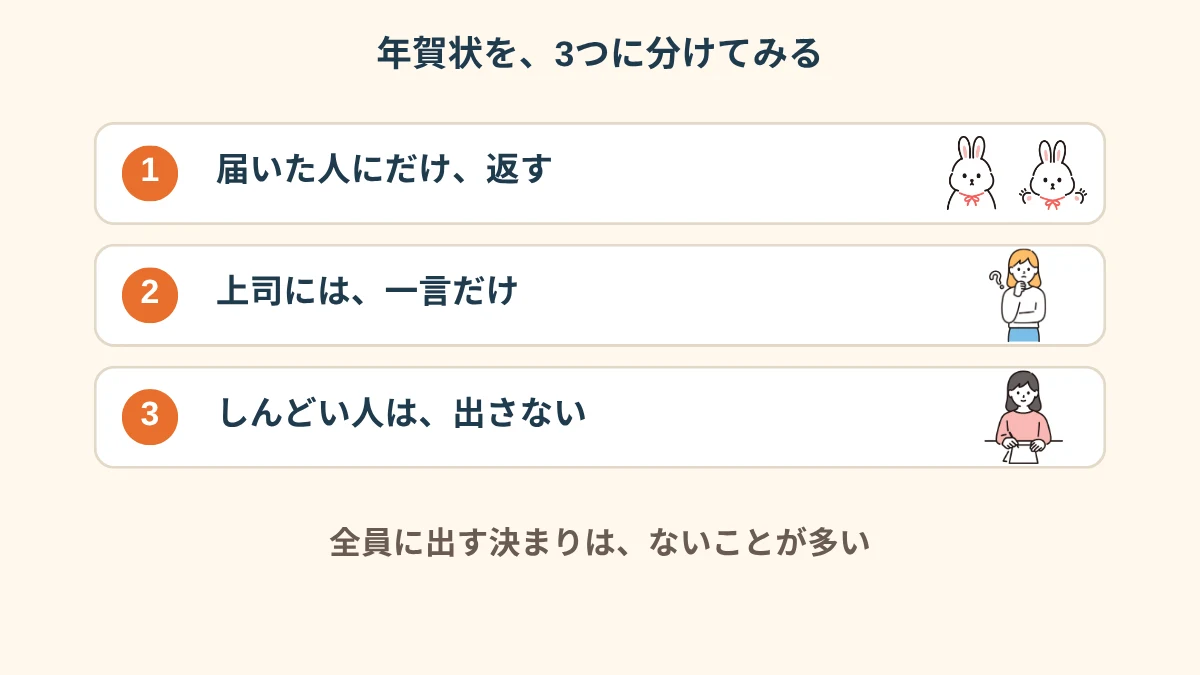 年賀状を、3つに分けてみる
1 届いた人にだけ、返す
2 上司には、一言だけ
3 しんどい人は、出さない
全員に出す決まりは、ないことが多い